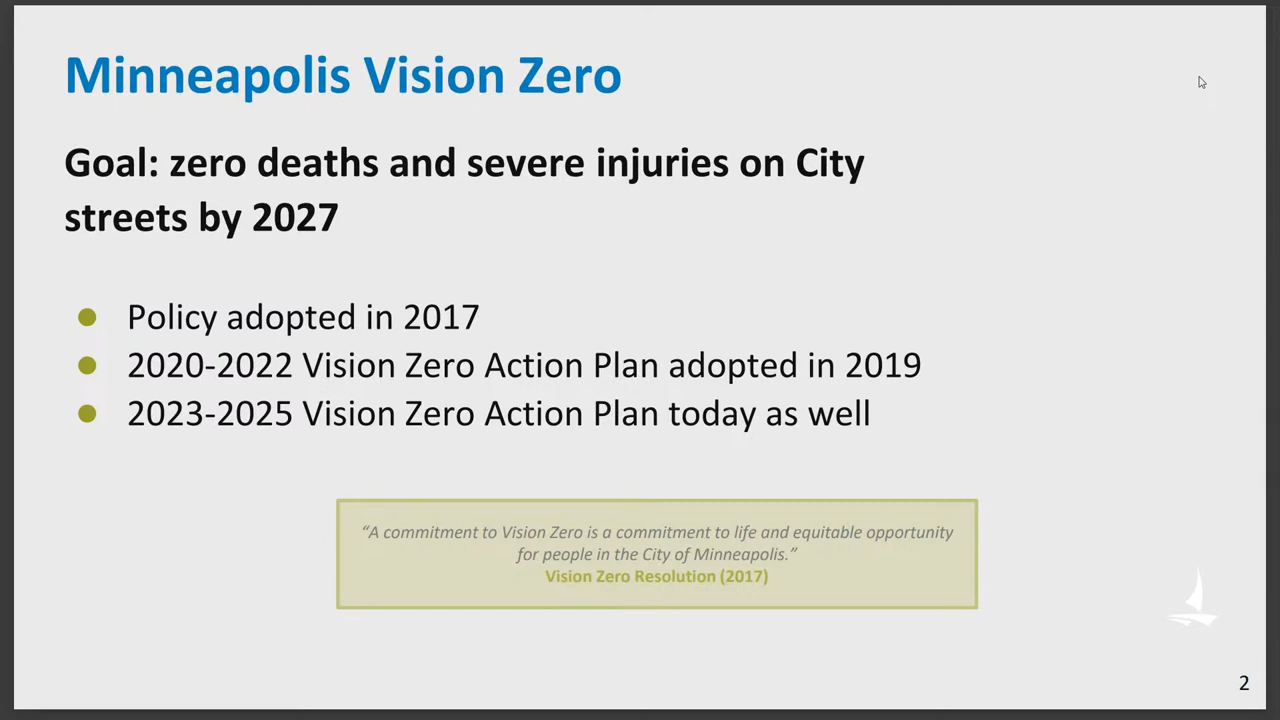 Minneapolis Vision Zero
Goal: zero deaths and severe injuries on City
streets by 2027
● Policy adopted in 2017
● 2020-2022 Vision Zero Action Plan adopted in 2019
● 2023-2025 Vision Zero Action Plan today as well
“A commitment to Vision Zero is a commitment to life and equitable opportunity
for people in the City of Minneapolis.”
Vision Zero Resolution (2017)
2